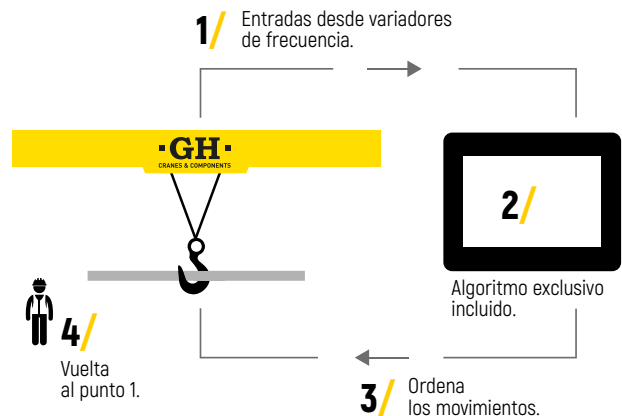 1/ Entradas desde variadores
de frecuencia.
·GH·
CRANES & COMPONENTS
2/
Algoritmo exclusivo
incluido.
4/
Vuelta
al punto 1.
3/ Ordena
los movimientos.